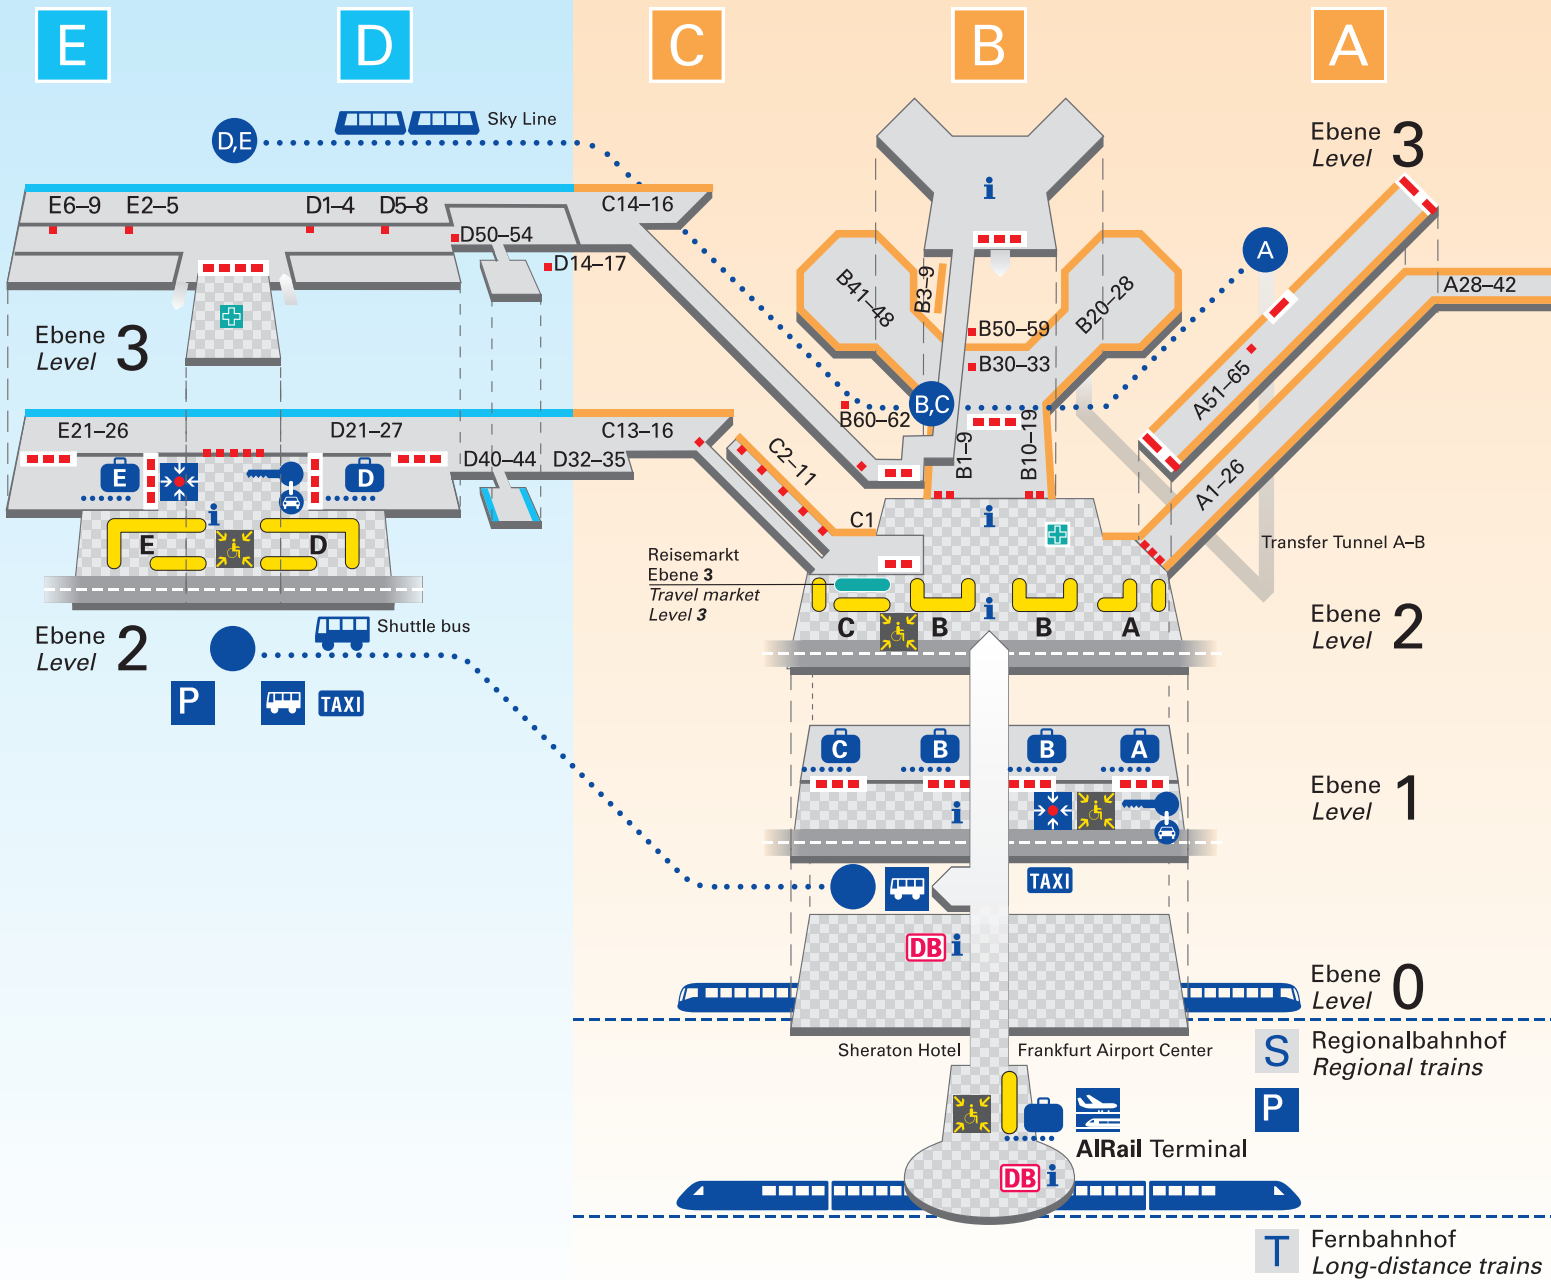 E
D
C
B
A
Sky Line
D,E
Ebene
Level 3
E6–9
E2–5
D1–4
D5–8
C14–16
D50–54
D14–17
A
B41–48
B3–9
B20–28
A28–42
Ebene
Level 3
B50–59
B30–33
A51–65
B,C
B60–62
E21–26
D21–27
C13–16
C2–11
B1–9
B10–19
D40–44
D32–35
A1–26
E
D
i
C1
i
i
E
D
Reisemarkt
Ebene 3
Travel market
Level 3
Transfer Tunnel A–B
i
C
B
B
A
Ebene
Level 2
Ebene
Level 2
Shuttle bus
P
TAXI
C
B
B
A
i
Ebene
Level 1
TAXI
DB
i
Ebene
Level 0
Sheraton Hotel
Frankfurt Airport Center
S
Regionalbahnhof
Regional trains
P
AIRail Terminal
DB
i
T
Fernbahnhof
Long-distance trains